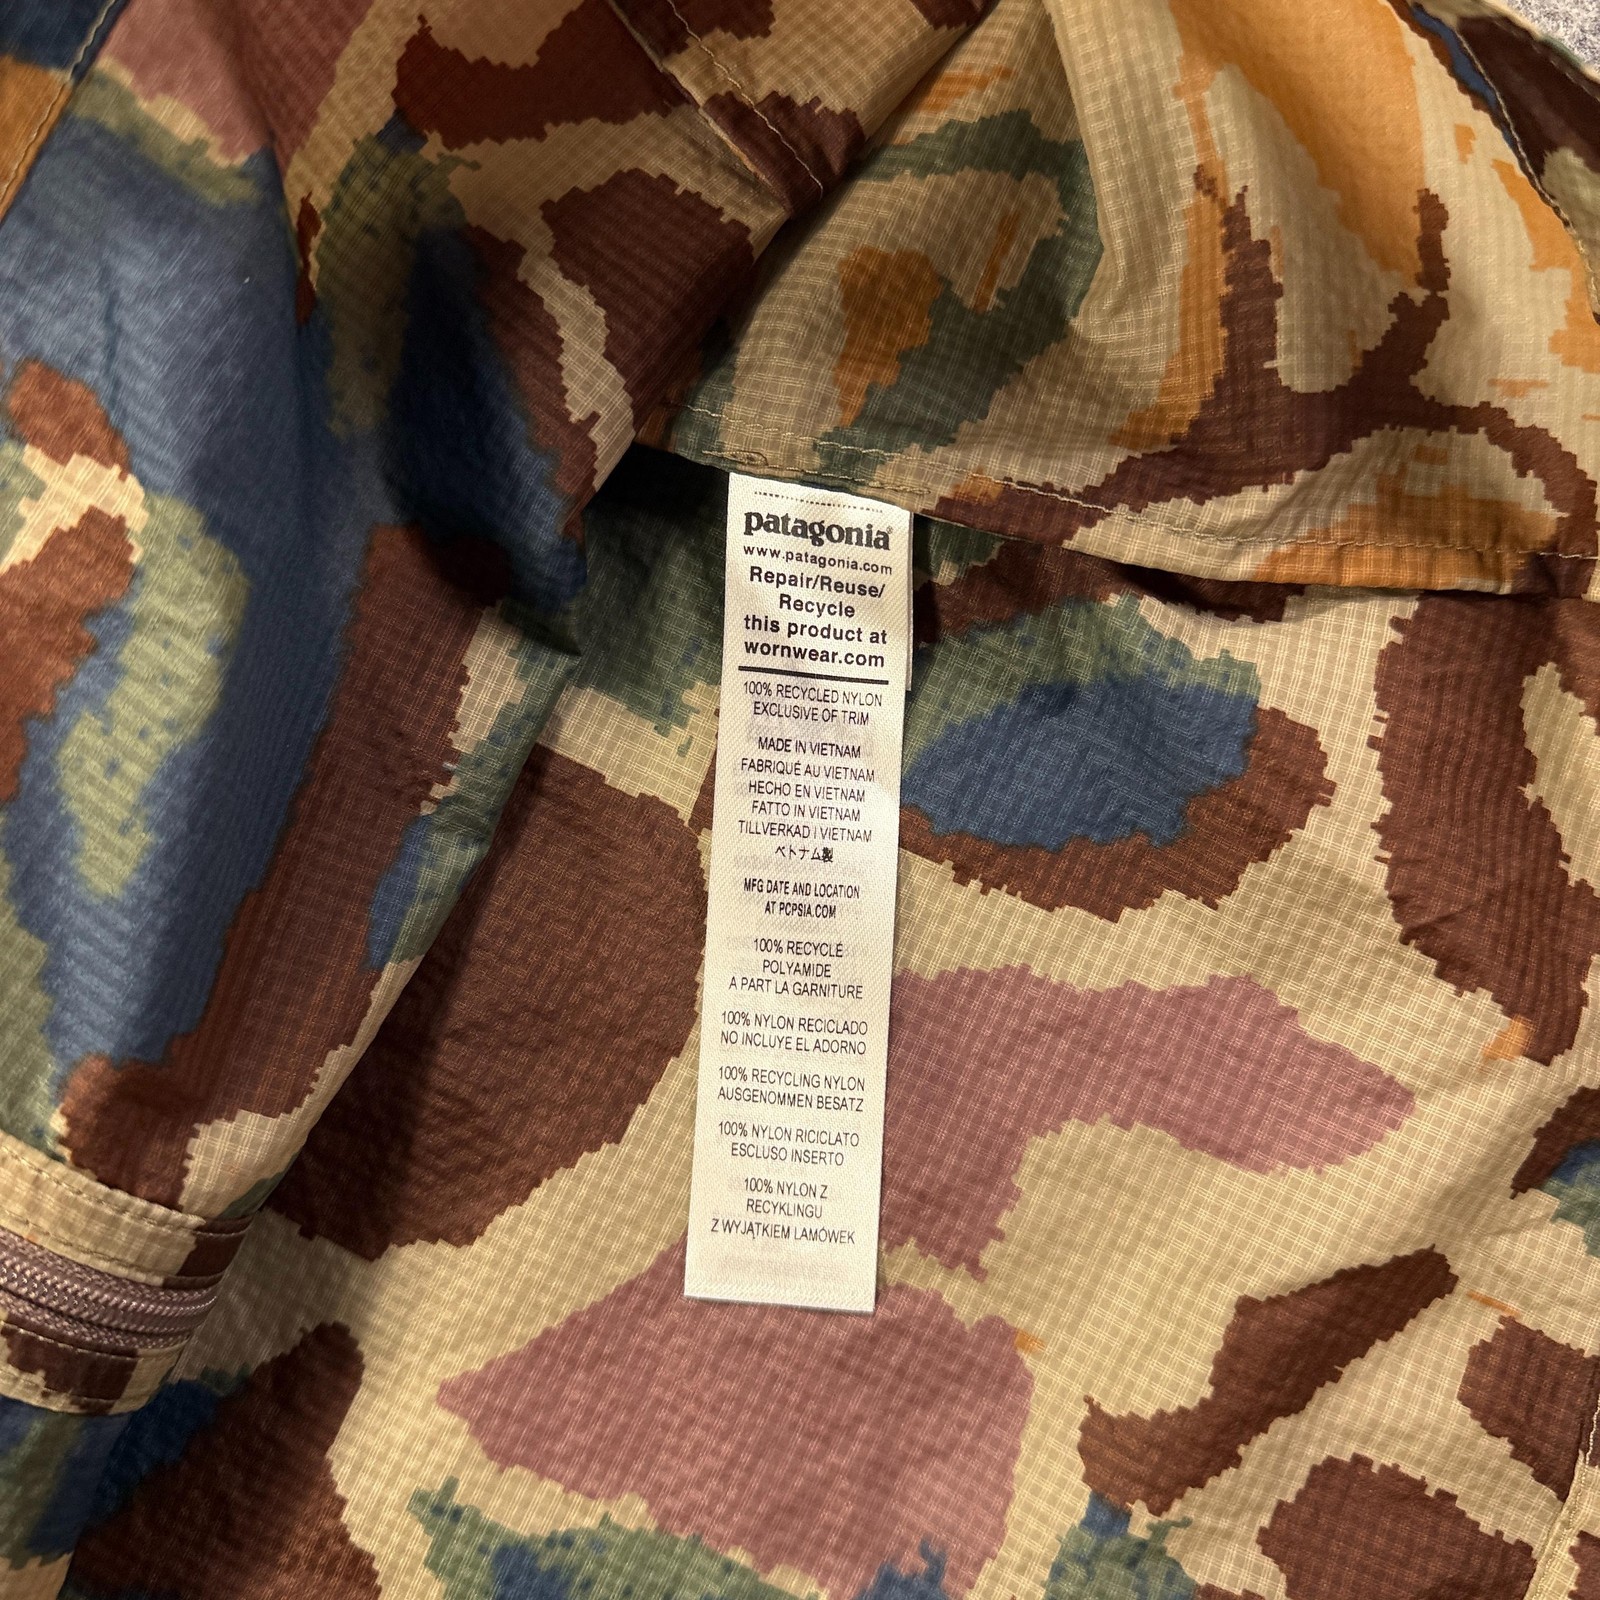 patagonia®
www.patagonia.com
Repair/Reuse/
Recycle
this product at
wornwear.com
100% RECYCLED NYLON
EXCLUSIVE OF TRIM
MADE IN VIETNAM
FABRIQUÉ AU VIETNAM
HECHO EN VIETNAM
FATTO IN VIETNAM
TILLVERKAD I VIETNAM
ベトナム製
MFG DATE AND LOCATION
AT PCPSIA.COM
100% RECYCLÉ
POLYAMIDE
A PART LA GARNITURE
100% NYLON RECICLADO
NO INCLUYE EL ADORNO
100% RECYCLING NYLON
AUSGENOMMEN BESATZ
100% NYLON RICICLATO
ESCLUSO INSERTO
100% NYLON Z
RECYKLINGU
Z WYJĄTKIEM LAMÓWEK